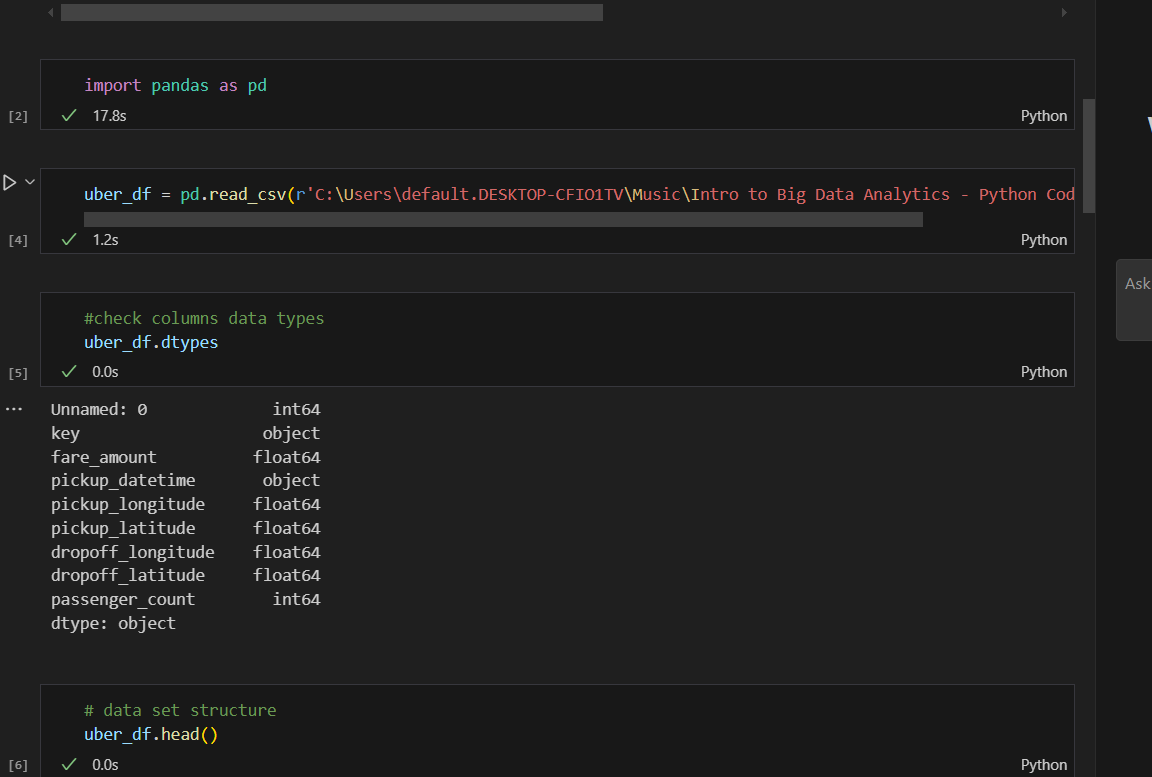 import pandas as pd
[2]
17.8s
Python
uber_df = pd.read_csv(r'C:\Users\default.DESKTOP-CFIO1TV\Music\Intro to Big Data Analytics - Python Cod
[4]
1.2s
Python
#check columns data types
uber_df.dtypes
[5]
0.0s
Python
... Unnamed: 0 int64
key object
fare_amount float64
pickup_datetime object
pickup_longitude float64
pickup_latitude float64
dropoff_longitude float64
dropoff_latitude float64
passenger_count int64
dtype: object
# data set structure
uber_df.head()
[6]
0.0s
Python
Ask